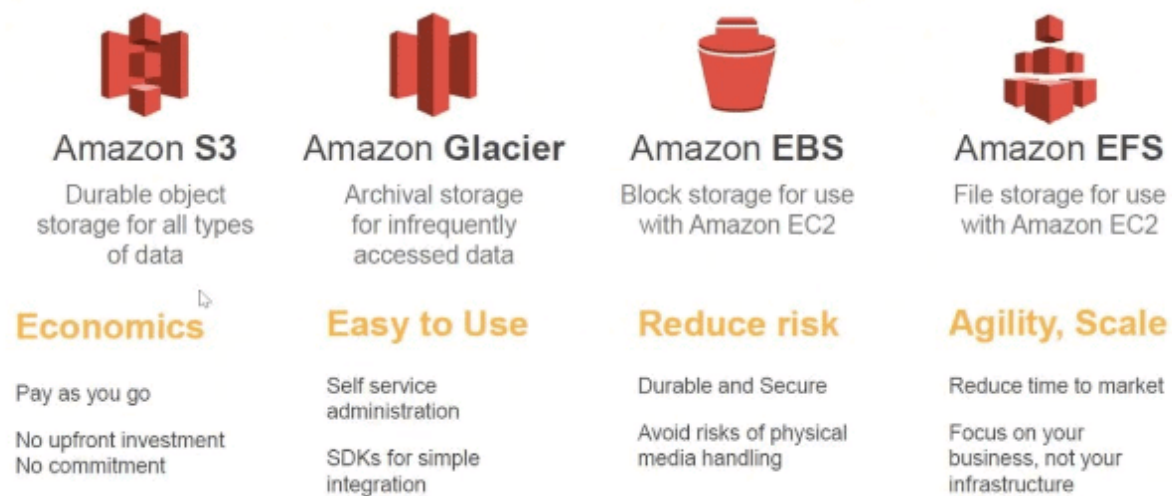 Amazon S3
Durable object
storage for all types
of data
Amazon Glacier
Archival storage
for infrequently
accessed data
Amazon EBS
Block storage for use
with Amazon EC2
Amazon EFS
File storage for use
with Amazon EC2
Economics
Pay as you go
No upfront investment
No commitment
Easy to Use
Self service
administration
SDKs for simple
integration
Reduce risk
Durable and Secure
Avoid risks of physical
media handling
Agility, Scale
Reduce time to market
Focus on your
business, not your
infrastructure